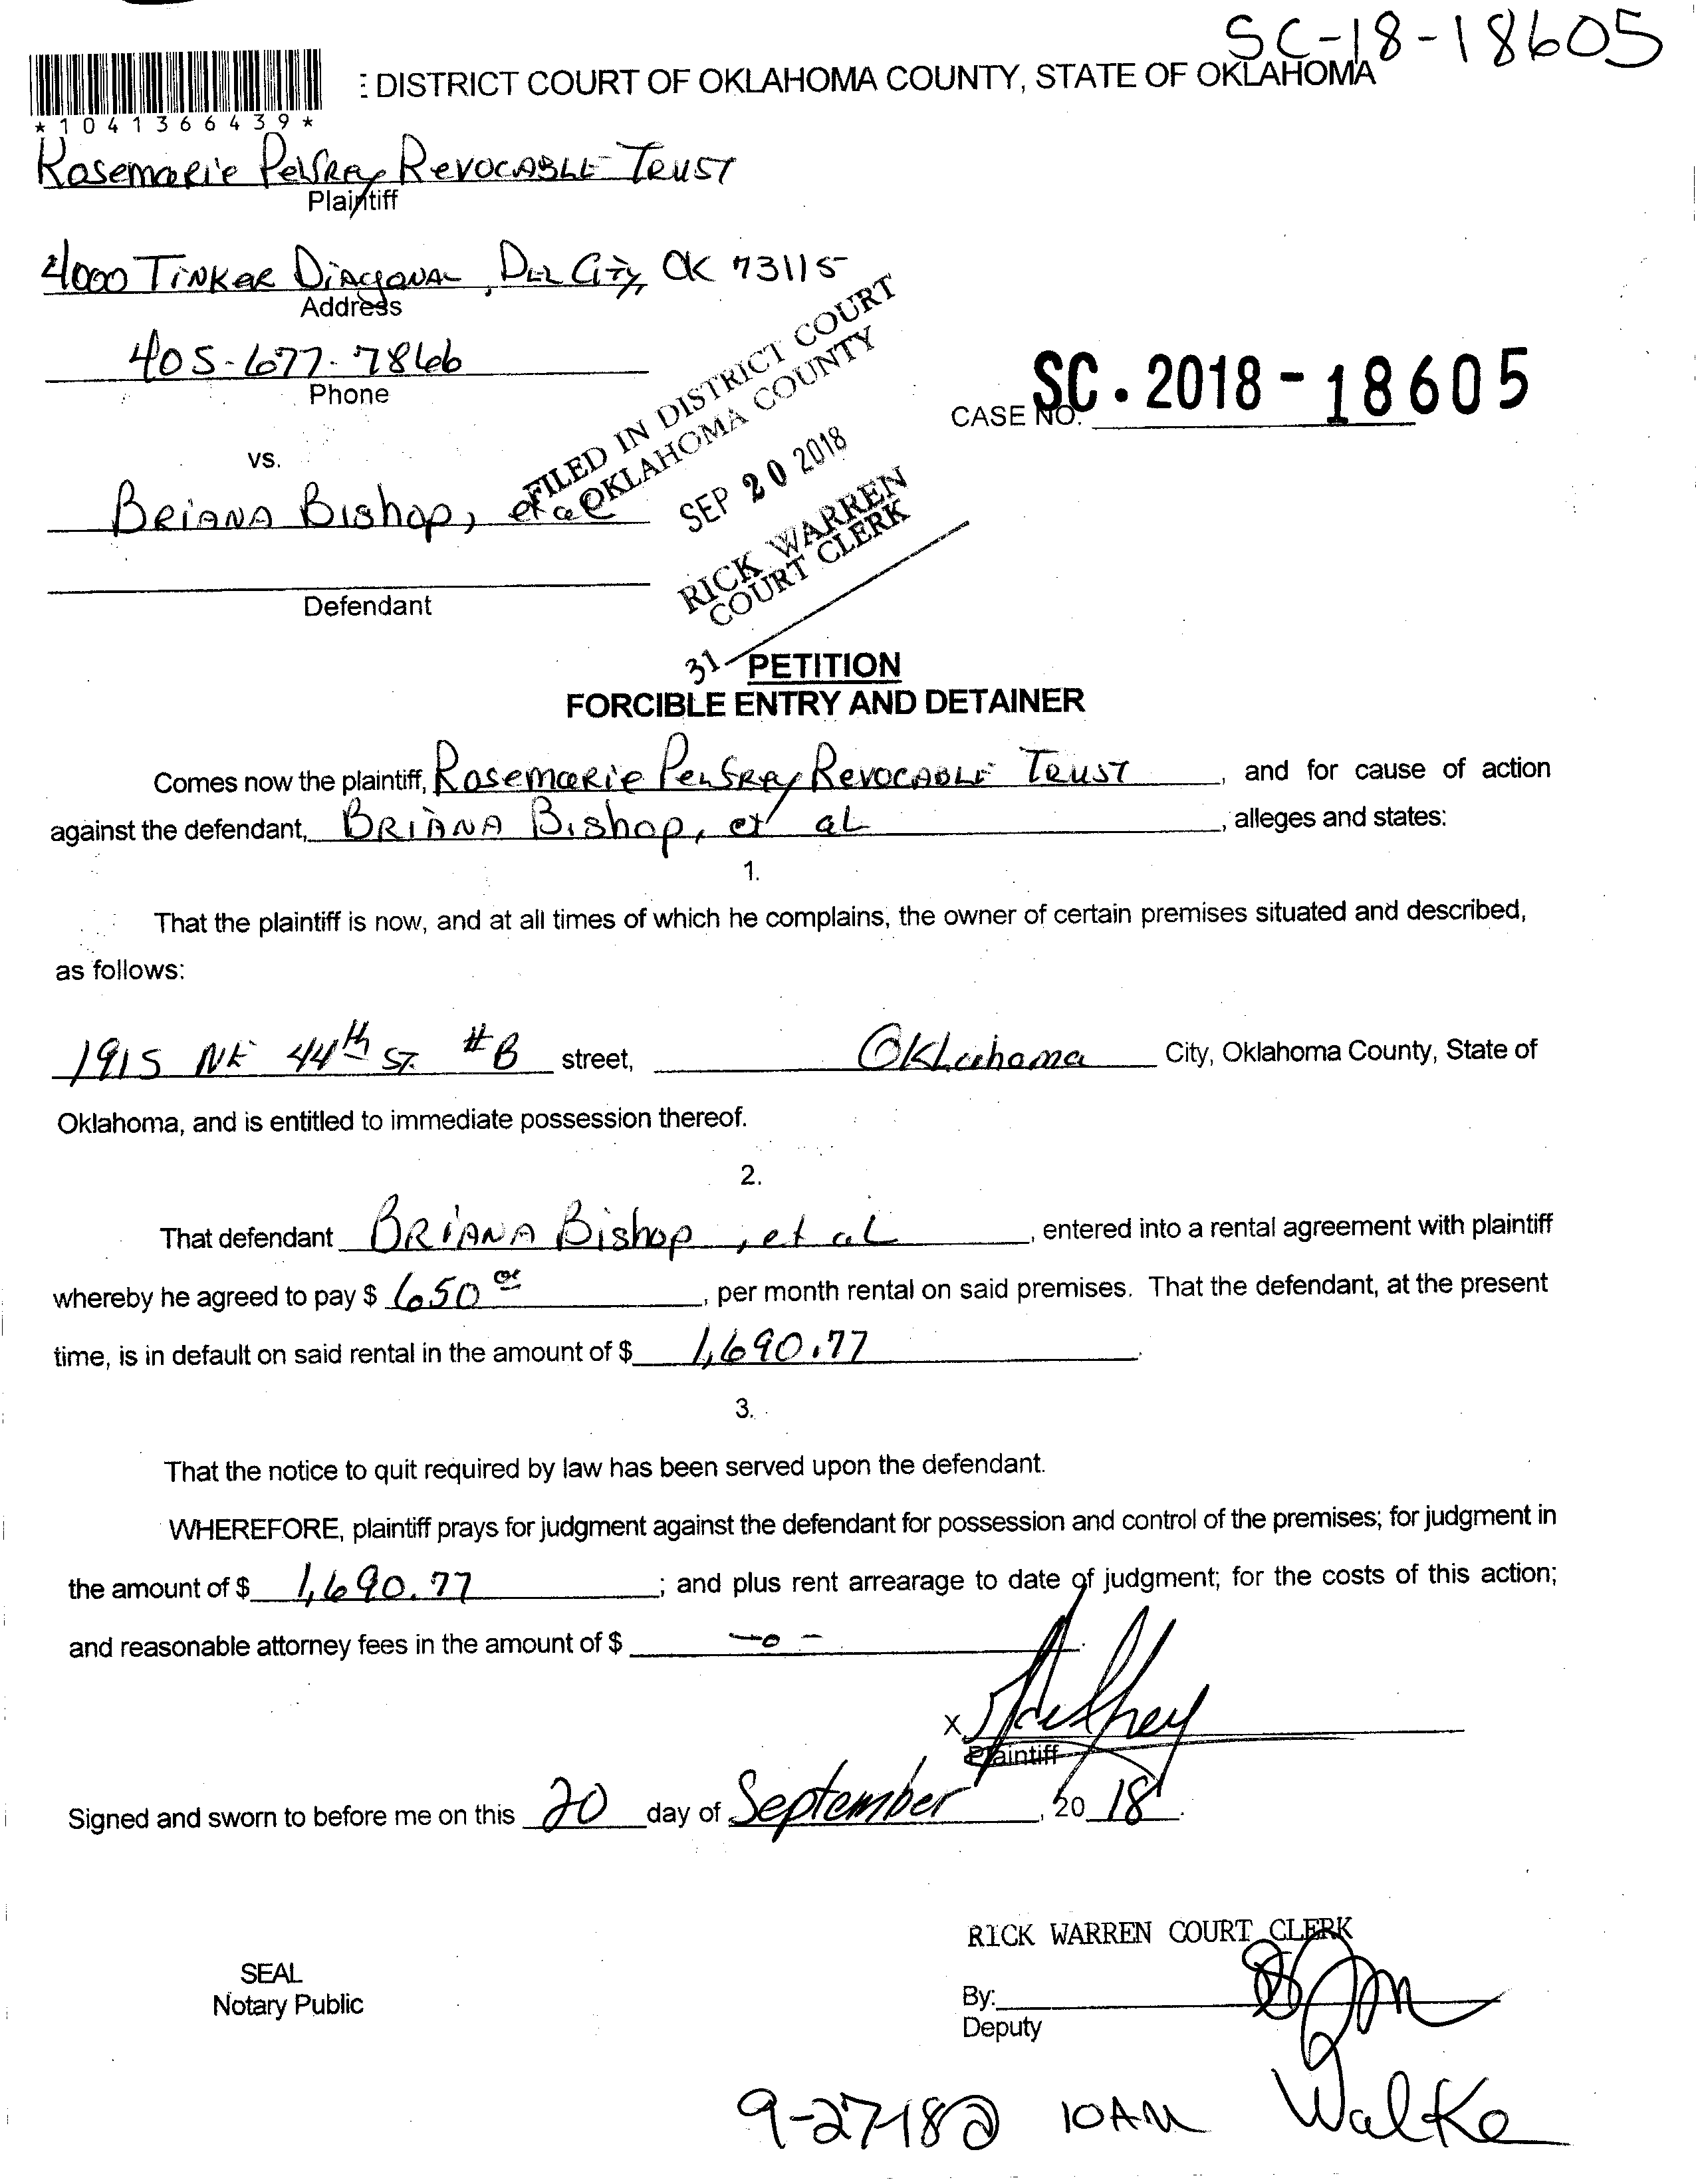 SC-18-18605
: DISTRICT COURT OF OKLAHOMA COUNTY, STATE OF OKLAHOMA
*1041366439*
Rosemarie Pelfrey Revocable Trust
Plaintiff
4000 Tinker Diagonal, Del City, OK 73115
Address
405-677-7866
Phone
FILED IN DISTRICT COURT
OKLAHOMA COUNTY
SEP 20 2018
RICK WARREN
COURT CLERK
31
CASE NO. SC-2018-18605
vs.
Briana Bishop, et al
Defendant
PETITION
FORCIBLE ENTRY AND DETAINER
Comes now the plaintiff, Rosemarie Pelfrey Revocable Trust, and for cause of action
against the defendant, Briana Bishop, et al, alleges and states:
1.
That the plaintiff is now, and at all times of which he complains, the owner of certain premises situated and described,
as follows:
1915 NE 44th St. #B street, Oklahoma City, Oklahoma County, State of
Oklahoma, and is entitled to immediate possession thereof.
2.
That defendant Briana Bishop, et al, entered into a rental agreement with plaintiff
whereby he agreed to pay $ 650 00, per month rental on said premises. That the defendant, at the present
time, is in default on said rental in the amount of $ 1,690.77.
3.
That the notice to quit required by law has been served upon the defendant.
WHEREFORE, plaintiff prays for judgment against the defendant for possession and control of the premises; for judgment in
the amount of $ 1,690.77; and plus rent arrearage to date of judgment; for the costs of this action;
and reasonable attorney fees in the amount of $ -0-.
X
Plaintiff
Signed and sworn to before me on this 20 day of September, 20 18.
RICK WARREN COURT CLERK
SEAL
Notary Public
By:
Deputy
9-27-18@ 10AM Walke